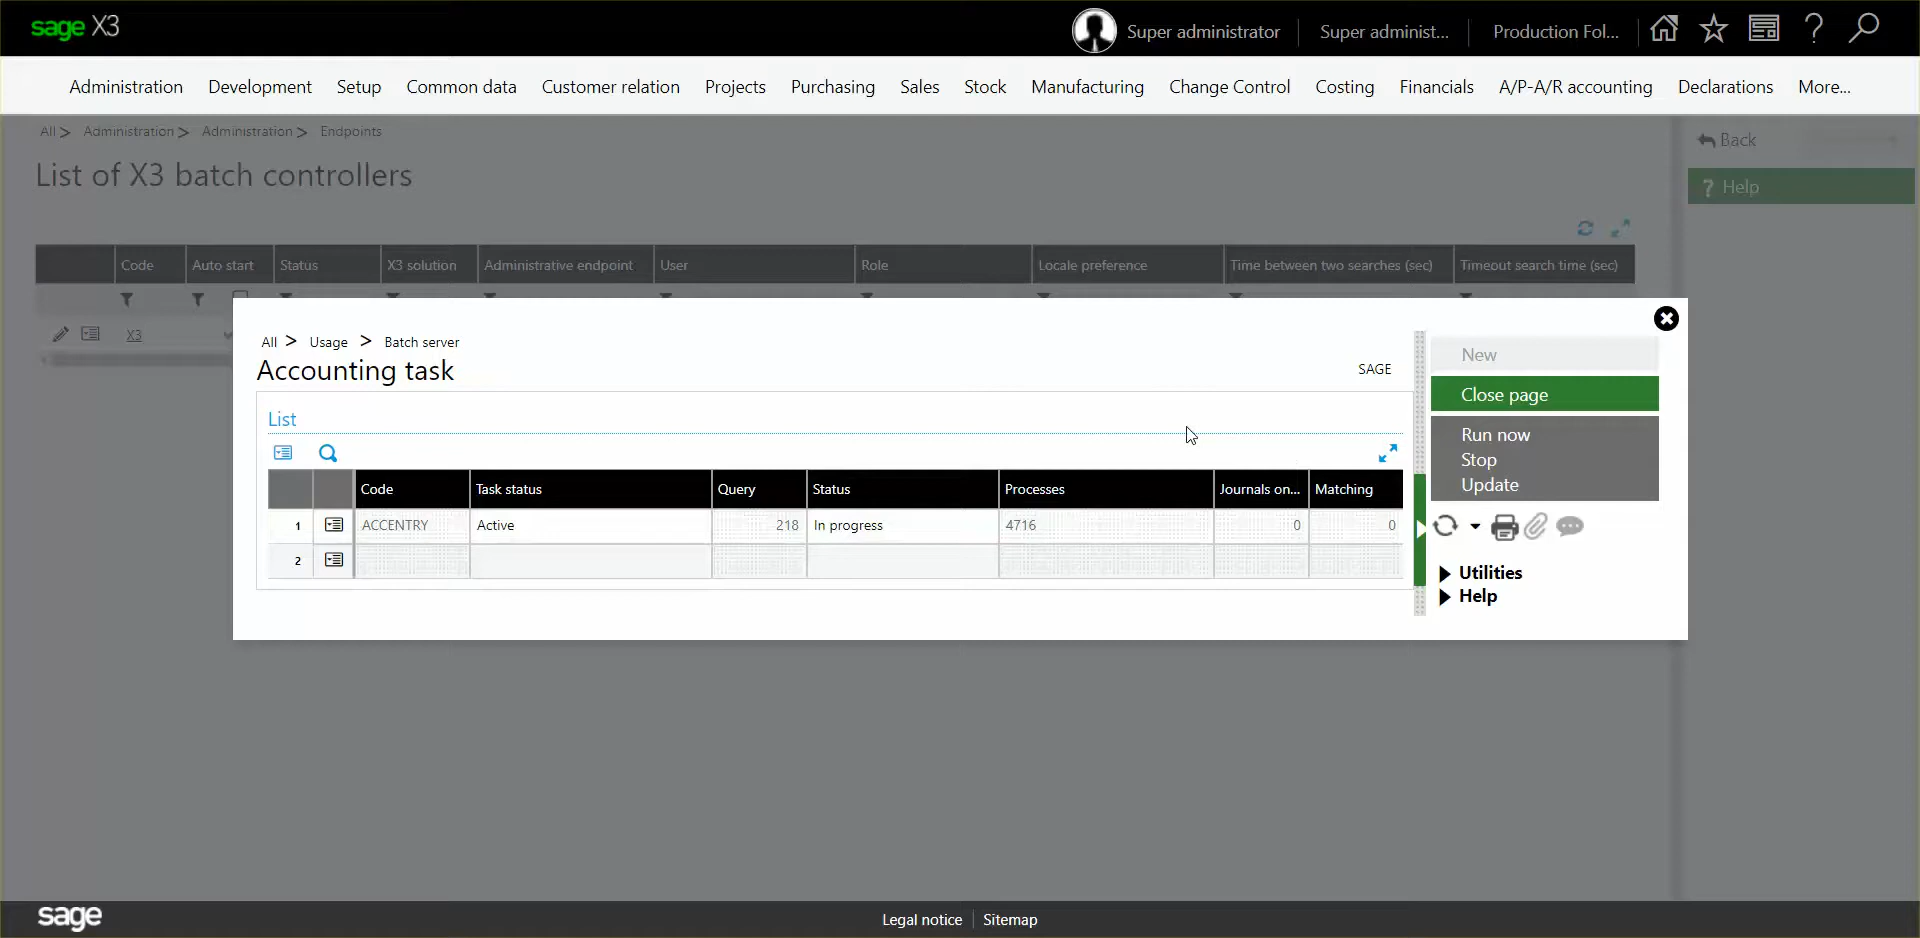 sage X3
Super administrator
Super administ...
Production Fol...
?
Administration
Development
Setup
Common data
Customer relation
Projects
Purchasing
Sales
Stock
Manufacturing
Change Control
Costing
Financials
A/P-A/R accounting
Declarations
More...
All > Administration > Administration > Endpoints
List of X3 batch controllers
Back
? Help
Code
Auto start
Status
X3 solution
Administrative endpoint
User
Role
Locale preference
Time between two searches (sec)
Timeout search time (sec)
X3
All > Usage > Batch server
Accounting task
SAGE
List
Code
Task status
Query
Status
Processes
Journals on...
Matching
1 ACCENTRY Active 218 In progress 4716 0 0
2
New
Close page
Run now
Stop
Update
Utilities
Help
sage
Legal notice
Sitemap